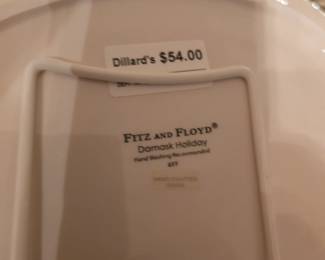 Dillard's $54.00
FITZ AND FLOYD®
Damask Holiday
Hand Washing Recommended